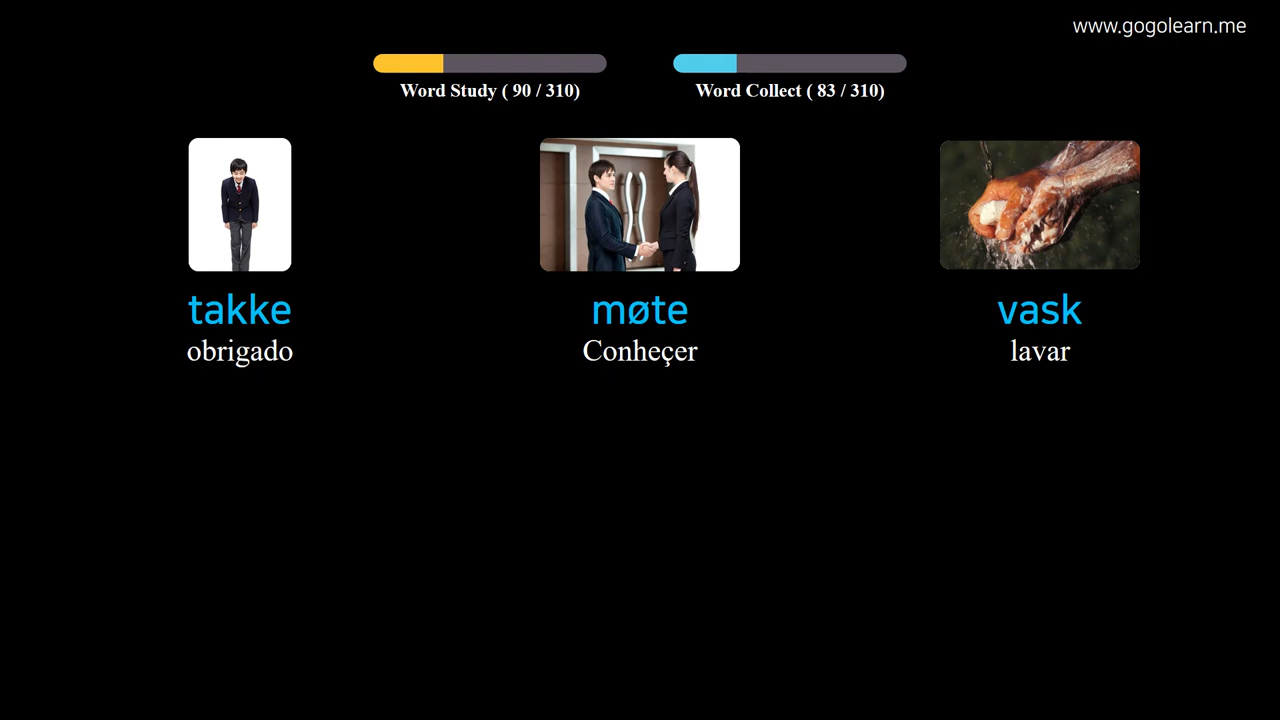 www.gogolearn.me
Word Study ( 90 / 310)
Word Collect ( 83 / 310)
takke
obrigado
møte
Conheçer
vask
lavar